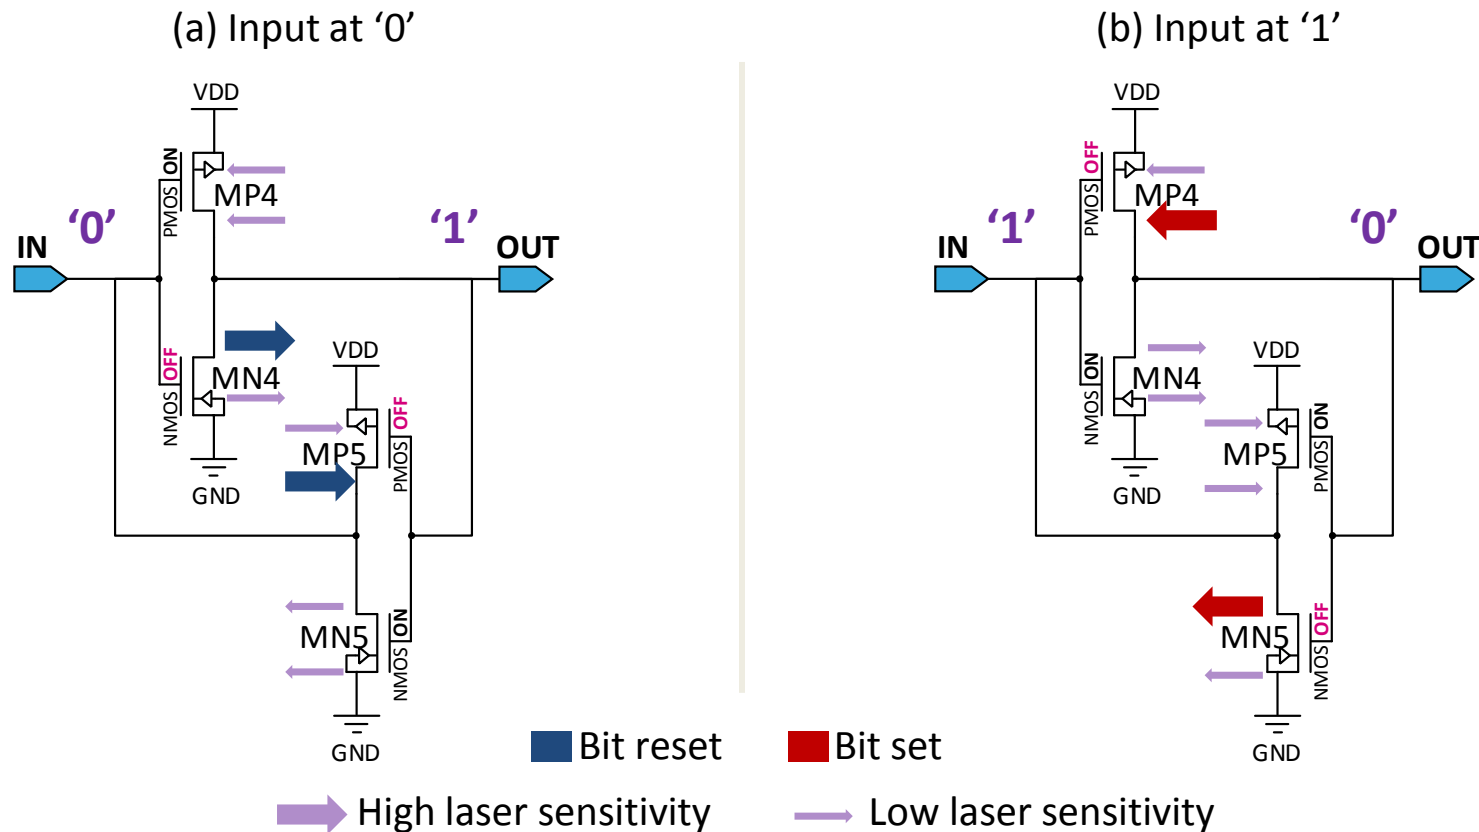 (a) Input at ‘0’
VDD
PMOS
ON
MP4
‘0’
‘1’
IN
OUT
OFF
NMOS
MN4
GND
VDD
OFF
PMOS
MP5
ON
NMOS
MN5
GND
(b) Input at ‘1’
VDD
OFF
PMOS
MP4
‘1’
‘0’
IN
OUT
ON
NMOS
MN4
GND
VDD
ON
PMOS
MP5
OFF
NMOS
MN5
GND
Bit reset
Bit set
High laser sensitivity
Low laser sensitivity